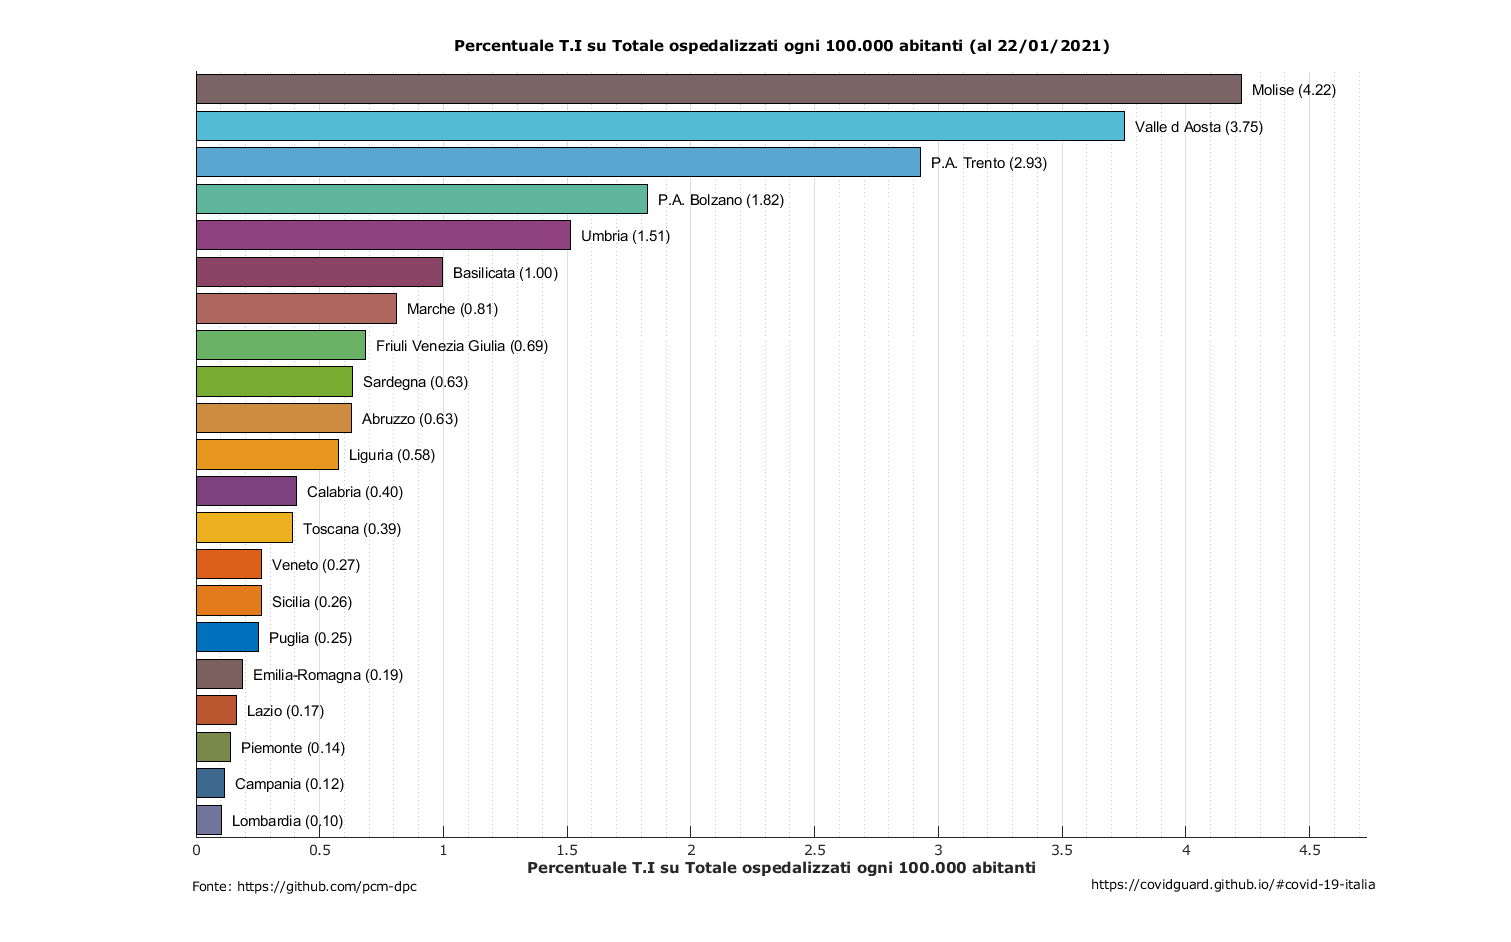 Percentuale T.I su Totale ospedalizzati ogni 100.000 abitanti (al 22/01/2021)
Molise (4.22)
Valle d Aosta (3.75)
P.A. Trento (2.93)
P.A. Bolzano (1.82)
Umbria (1.51)
Basilicata (1.00)
Marche (0.81)
Friuli Venezia Giulia (0.69)
Sardegna (0.63)
Abruzzo (0.63)
Liguria (0.58)
Calabria (0.40)
Toscana (0.39)
Veneto (0.27)
Sicilia (0.26)
Puglia (0.25)
Emilia-Romagna (0.19)
Lazio (0.17)
Piemonte (0.14)
Campania (0.12)
Lombardia (0.10)
0 0.5 1 1.5 2 2.5 3 3.5 4 4.5
Percentuale T.I su Totale ospedalizzati ogni 100.000 abitanti
Fonte: https://github.com/pcm-dpc
https://covidguard.github.io/#covid-19-italia